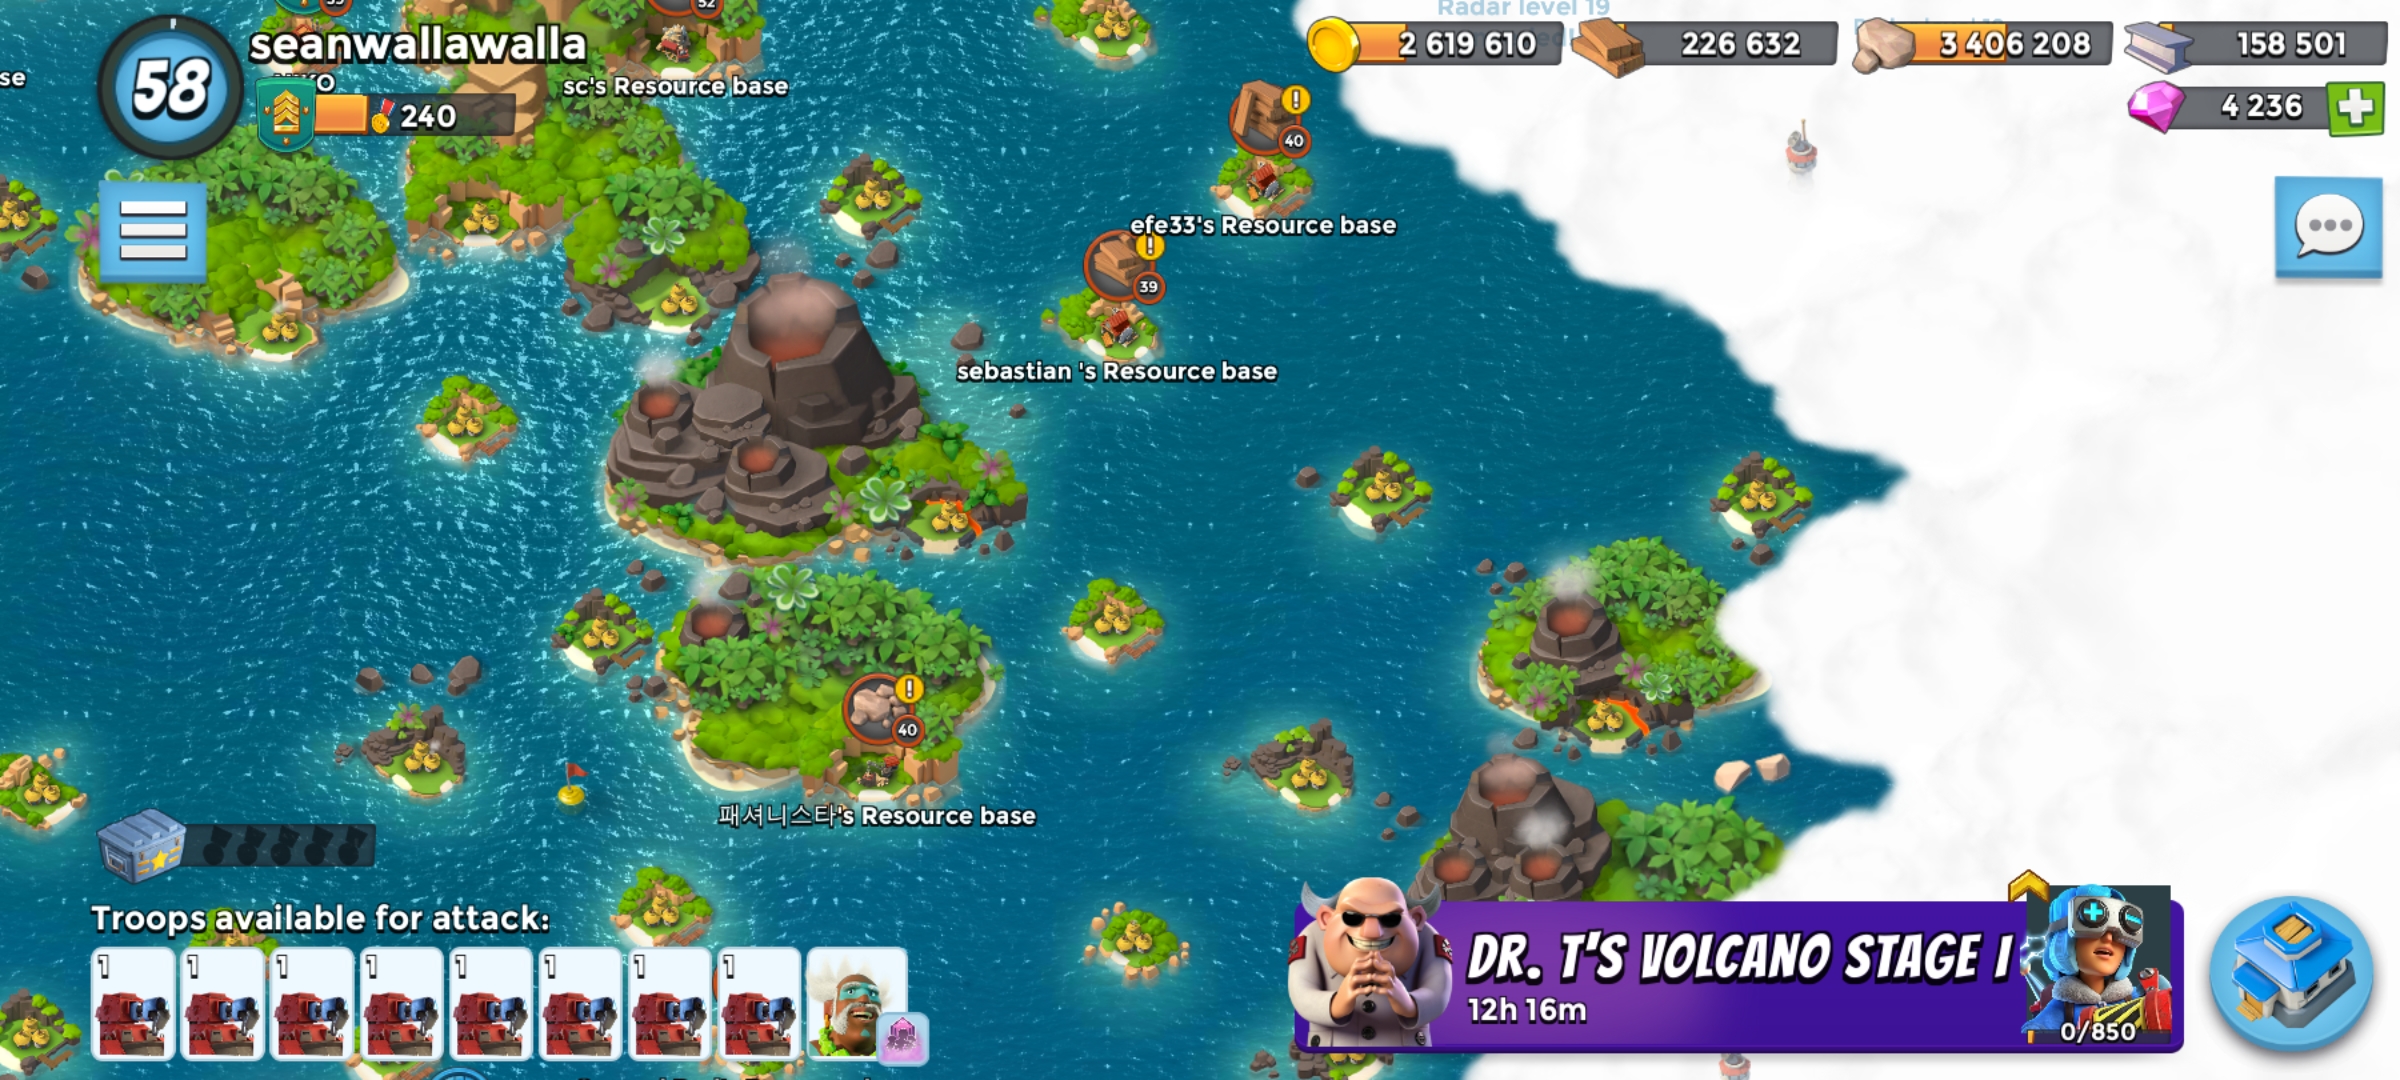 Radar level 19
52
seanwallawalla
58
2 619 610
226 632
3 406 208
158 501
se
sc's Resource base
240
4 236
40
efe33's Resource base
39
sebastian 's Resource base
40
패셔니스타's Resource base
Troops available for attack:
1
1
1
1
1
1
1
1
DR. T'S VOLCANO STAGE I
12h 16m
0/850